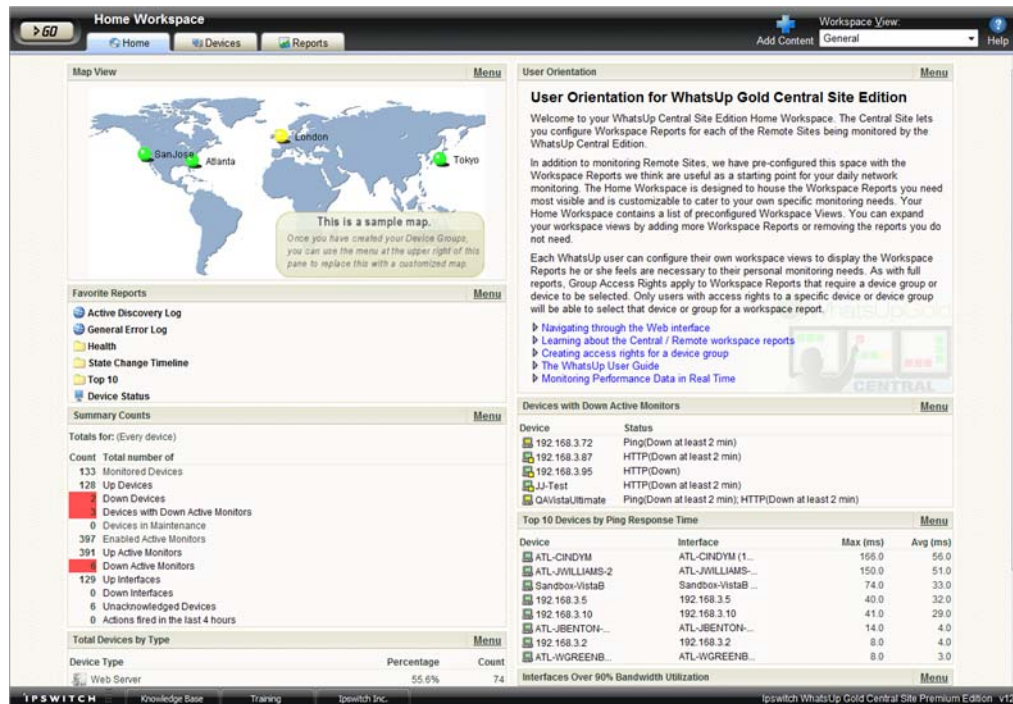 GO
Home Workspace
Home
Devices
Reports
Add Content
Workspace View:
General
Help
Map View
Menu
SanJose
Atlanta
London
Tokyo
This is a sample map.
Once you have created your Device Groups,
you can use the menu at the upper right of this
pane to replace this with a customized map.
Favorite Reports
Menu
Active Discovery Log
General Error Log
Health
State Change Timeline
Top 10
Device Status
Summary Counts
Menu
Totals for: (Every device)
Count Total number of
133 Monitored Devices
128 Up Devices
2 Down Devices
3 Devices with Down Active Monitors
0 Devices in Maintenance
397 Enabled Active Monitors
391 Up Active Monitors
6 Down Active Monitors
129 Up Interfaces
0 Down Interfaces
6 Unacknowledged Devices
0 Actions fired in the last 4 hours
Total Devices by Type
Menu
Device Type Percentage Count
Web Server 55.6% 74
User Orientation
Menu
User Orientation for WhatsUp Gold Central Site Edition
Welcome to your WhatsUp Central Site Edition Home Workspace. The Central Site lets
you configure Workspace Reports for each of the Remote Sites being monitored by the
WhatsUp Central Edition.
In addition to monitoring Remote Sites, we have pre-configured this space with the
Workspace Reports we think are useful as a starting point for your daily network
monitoring. The Home Workspace is designed to house the Workspace Reports you need
most visible and is customizable to cater to your own specific monitoring needs. Your
Home Workspace contains a list of preconfigured Workspace Views. You can expand
your workspace views by adding more Workspace Reports or removing the reports you do
not need.
Each WhatsUp user can configure their own workspace views to display the Workspace
Reports he or she feels are necessary to their personal monitoring needs. As with full
reports, Group Access Rights apply to Workspace Reports that require a device group or
device to be selected. Only users with access rights to a specific device or device group
will be able to select that device or group for a workspace report.
Navigating through the Web interface
Learning about the Central / Remote workspace reports
Creating access rights for a device group
The WhatsUp User Guide
Monitoring Performance Data in Real Time
WhatsUpGold
CENTRAL
Devices with Down Active Monitors
Menu
Device Status
192.168.3.72 Ping(Down at least 2 min)
192.168.3.87 HTTP(Down at least 2 min)
192.168.3.95 HTTP(Down)
JJ-Test HTTP(Down at least 2 min)
QAVistaUltimate Ping(Down at least 2 min); HTTP(Down at least 2 min)
Top 10 Devices by Ping Response Time
Menu
Device Interface Max (ms) Avg (ms)
ATL-CINDYM ATL-CINDYM (1... 166.0 56.0
ATL-JWILLIAMS-2 ATL-JWILLIAMS-... 150.0 51.0
Sandbox-VistaB Sandbox-VistaB ... 74.0 33.0
192.168.3.5 192.168.3.5 40.0 32.0
192.168.3.10 192.168.3.10 41.0 29.0
ATL-JBENTON-... ATL-JBENTON-... 14.0 4.0
192.168.3.2 192.168.3.2 8.0 4.0
ATL-WGREENB... ATL-WGREENB... 8.0 3.0
Interfaces Over 90% Bandwidth Utilization
Menu
IPSWITCH
Knowledge Base
Training
Ipswitch Inc.
Ipswitch WhatsUp Gold Central Site Premium Edition v12